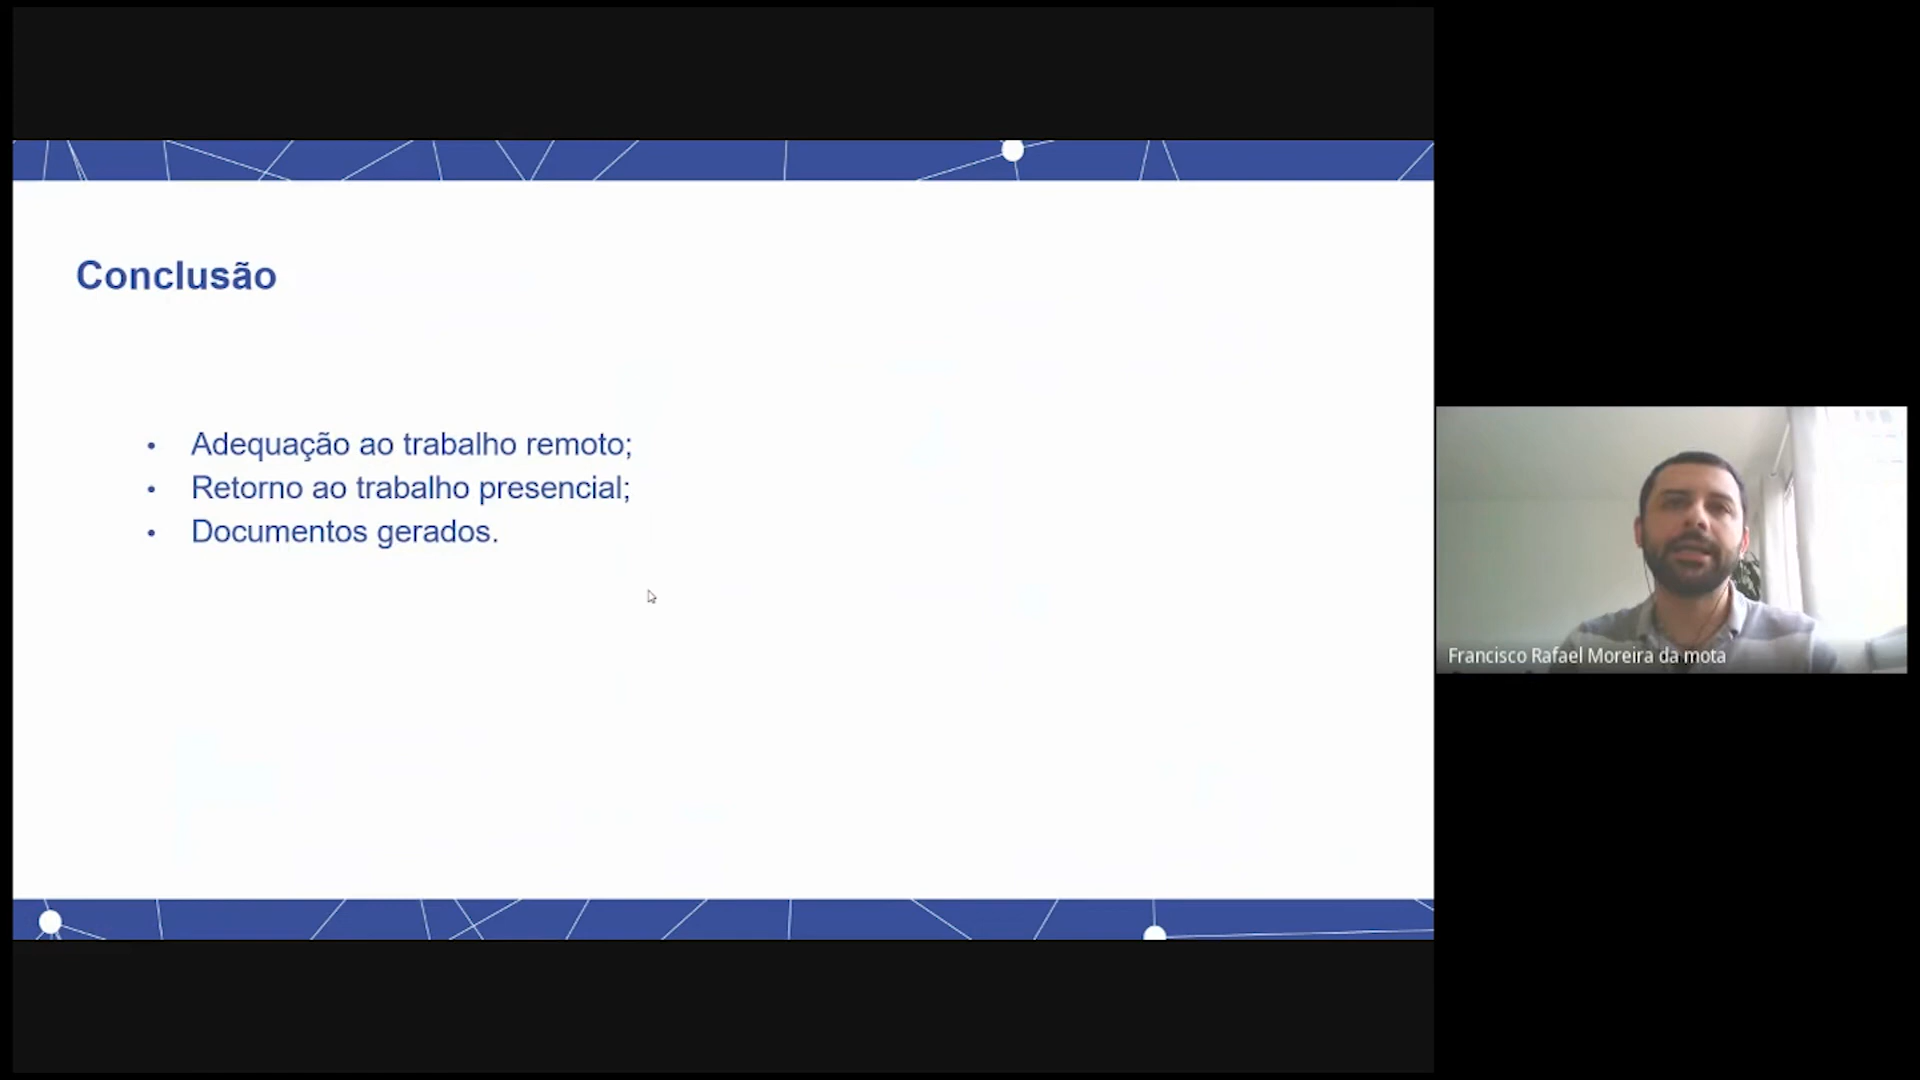 Conclusão
• Adequação ao trabalho remoto;
• Retorno ao trabalho presencial;
• Documentos gerados.
Francisco Rafael Moreira da mota